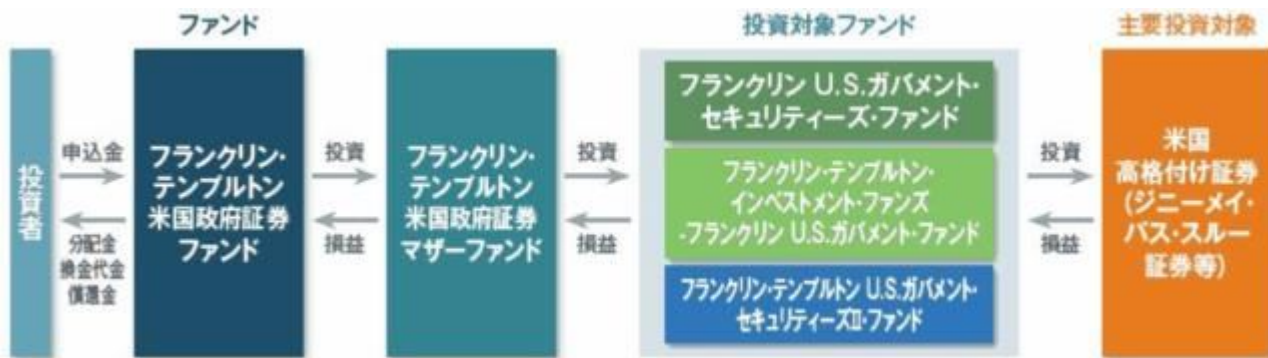 ファンド
投資対象ファンド
主要投資対象
投資者
申込金
分配金
換金代金
償還金
フランクリン・
テンプルトン
米国政府証券
ファンド
投資
損益
フランクリン・
テンプルトン
米国政府証券
マザーファンド
投資
損益
フランクリン U.S.ガバメント・
セキュリティーズ・ファンド
フランクリン・テンプルトン・
インベストメント・ファンズ
-フランクリン U.S.ガバメント・ファンド
フランクリン・テンプルトン U.S.ガバメント・
セキュリティーズⅡ・ファンド
投資
損益
米国
高格付け証券
(ジニーメイ・
パス・スルー
証券等)